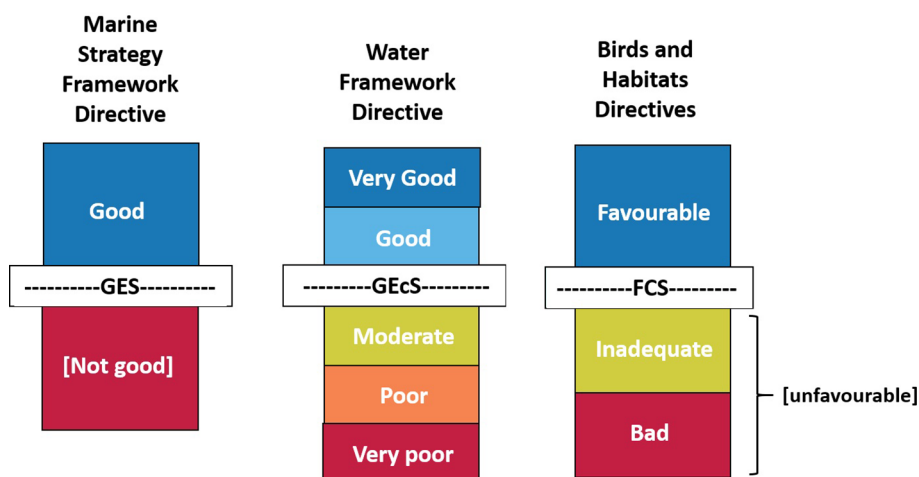 Marine
Strategy
Framework
Directive
Good
----------GES----------
[Not good]
Water
Framework
Directive
Very Good
Good
---------GEcS---------
Moderate
Poor
Very poor
Birds and
Habitats
Directives
Favourable
----------FCS---------
Inadequate
Bad
[unfavourable]